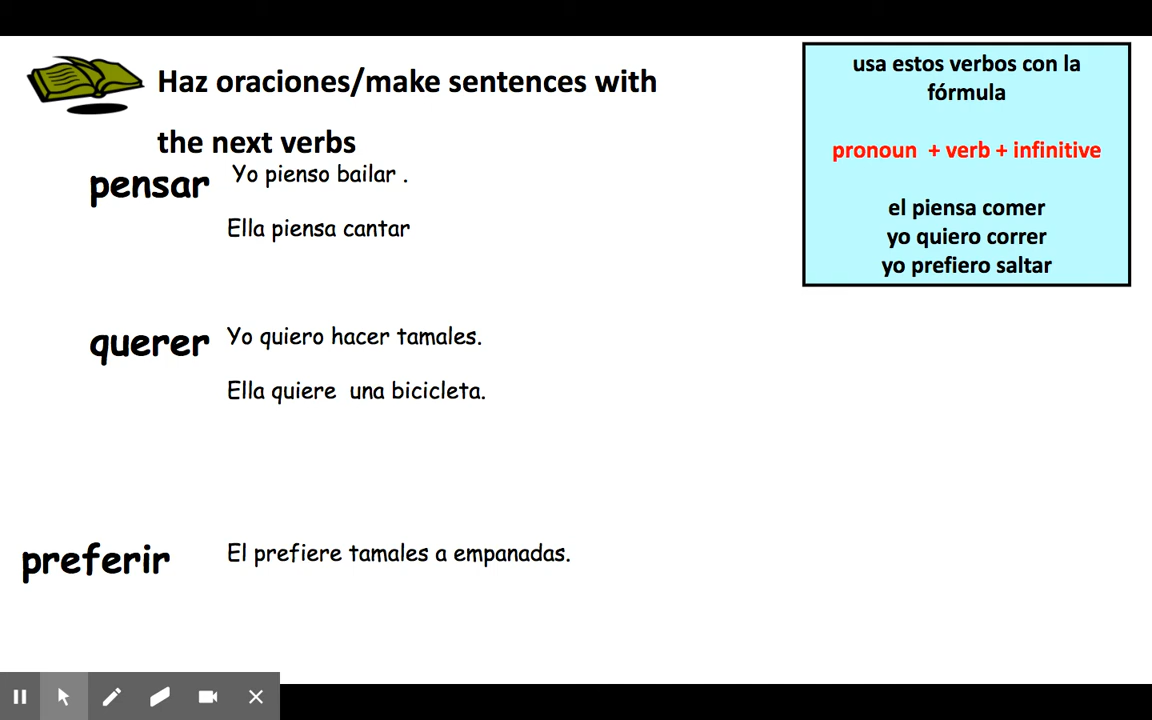 Haz oraciones/make sentences with
the next verbs
pensar
Yo pienso bailar .
Ella piensa cantar
querer
Yo quiero hacer tamales.
Ella quiere una bicicleta.
preferir
El prefiere tamales a empanadas.
usa estos verbos con la
fórmula
pronoun + verb + infinitive
el piensa comer
yo quiero correr
yo prefiero saltar